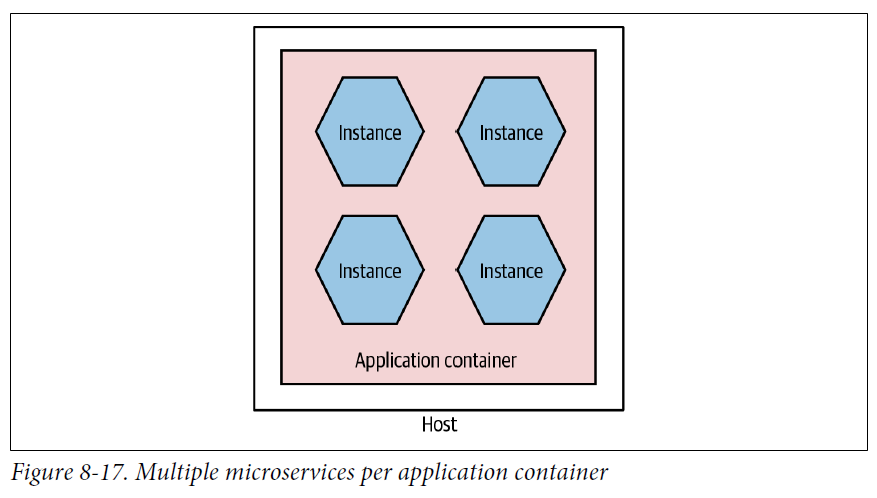 Instance Instance
Instance Instance
Application container
Host
Figure 8-17. Multiple microservices per application container